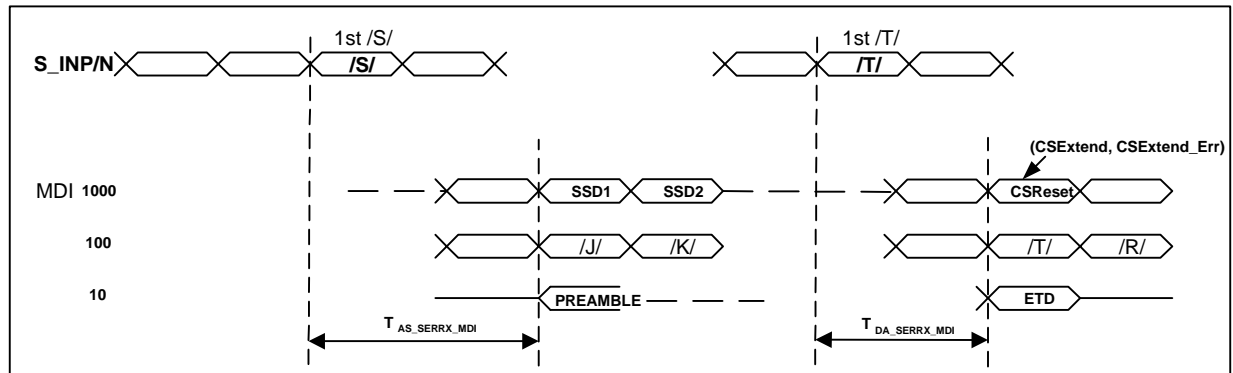 1st /S/ 1st /T/
S_INP/N /S/ /T/
(CSExtend, CSExtend_Err)
MDI 1000 SSD1 SSD2 CSReset
100 /J/ /K/ /T/ /R/
10 PREAMBLE ETD
T AS_SERRX_MDI T DA_SERRX_MDI